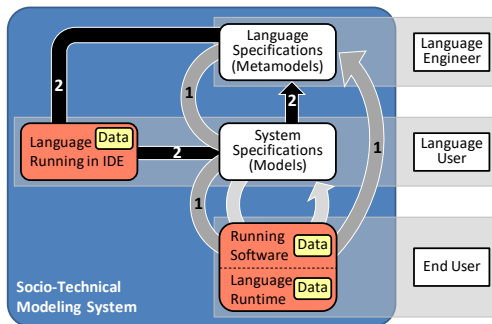 Language
Specifications
(Metamodels)
Language
Engineer
2
1
2
Language
Running in IDE
Data
2
System
Specifications
(Models)
1
Language
User
1
Running
Software
Data
Language
Runtime
Data
End User
Socio-Technical
Modeling System